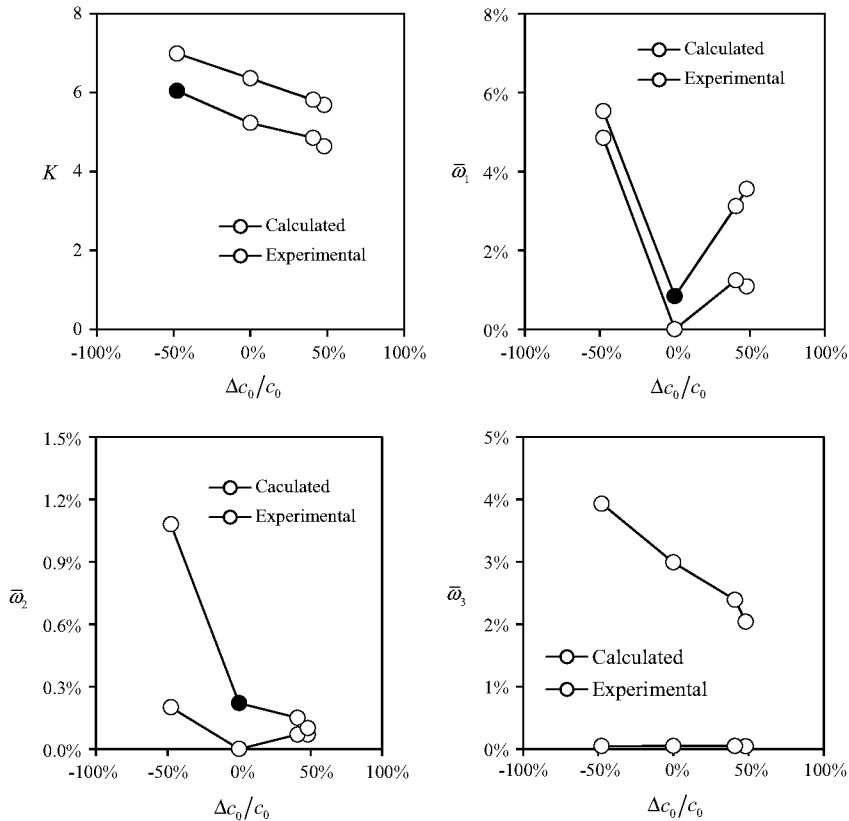 8
6
K
4
2
0
Calculated
Experimental
-100% -50% 0% 50% 100%
Δc₀/c₀
8%
6%
ω̅₁
4%
2%
0%
Calculated
Experimental
-100% -50% 0% 50% 100%
Δc₀/c₀
1.5%
1.2%
0.9%
ω̅₂
0.6%
0.3%
0.0%
Caculated
Experimental
-100% -50% 0% 50% 100%
Δc₀/c₀
5%
4%
3%
ω̅₃
2%
1%
0%
Calculated
Experimental
-100% -50% 0% 50% 100%
Δc₀/c₀